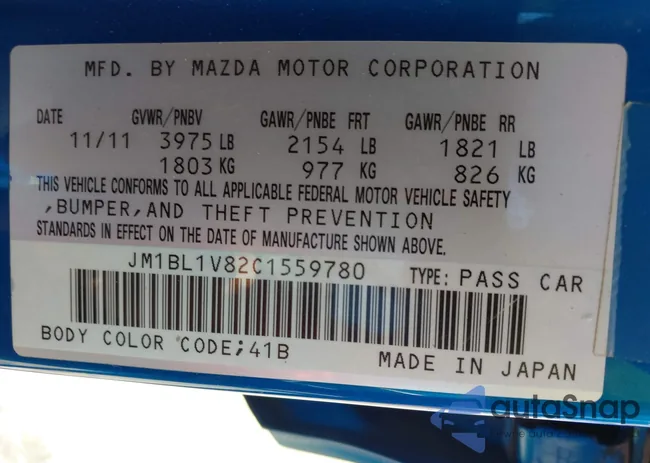 MFD. BY MAZDA MOTOR CORPORATION
DATE GVWR/PNBV GAWR/PNBE FRT GAWR/PNBE RR
11/11 3975 LB 2154 LB 1821 LB
1803 KG 977 KG 826 KG
THIS VEHICLE CONFORMS TO ALL APPLICABLE FEDERAL MOTOR VEHICLE SAFETY
,BUMPER,AND THEFT PREVENTION
STANDARDS IN EFFECT ON THE DATE OF MANUFACTURE SHOWN ABOVE.
JM1BL1V82C1559780 TYPE: PASS CAR
BODY COLOR CODE;41B
MADE IN JAPAN
autoSnap